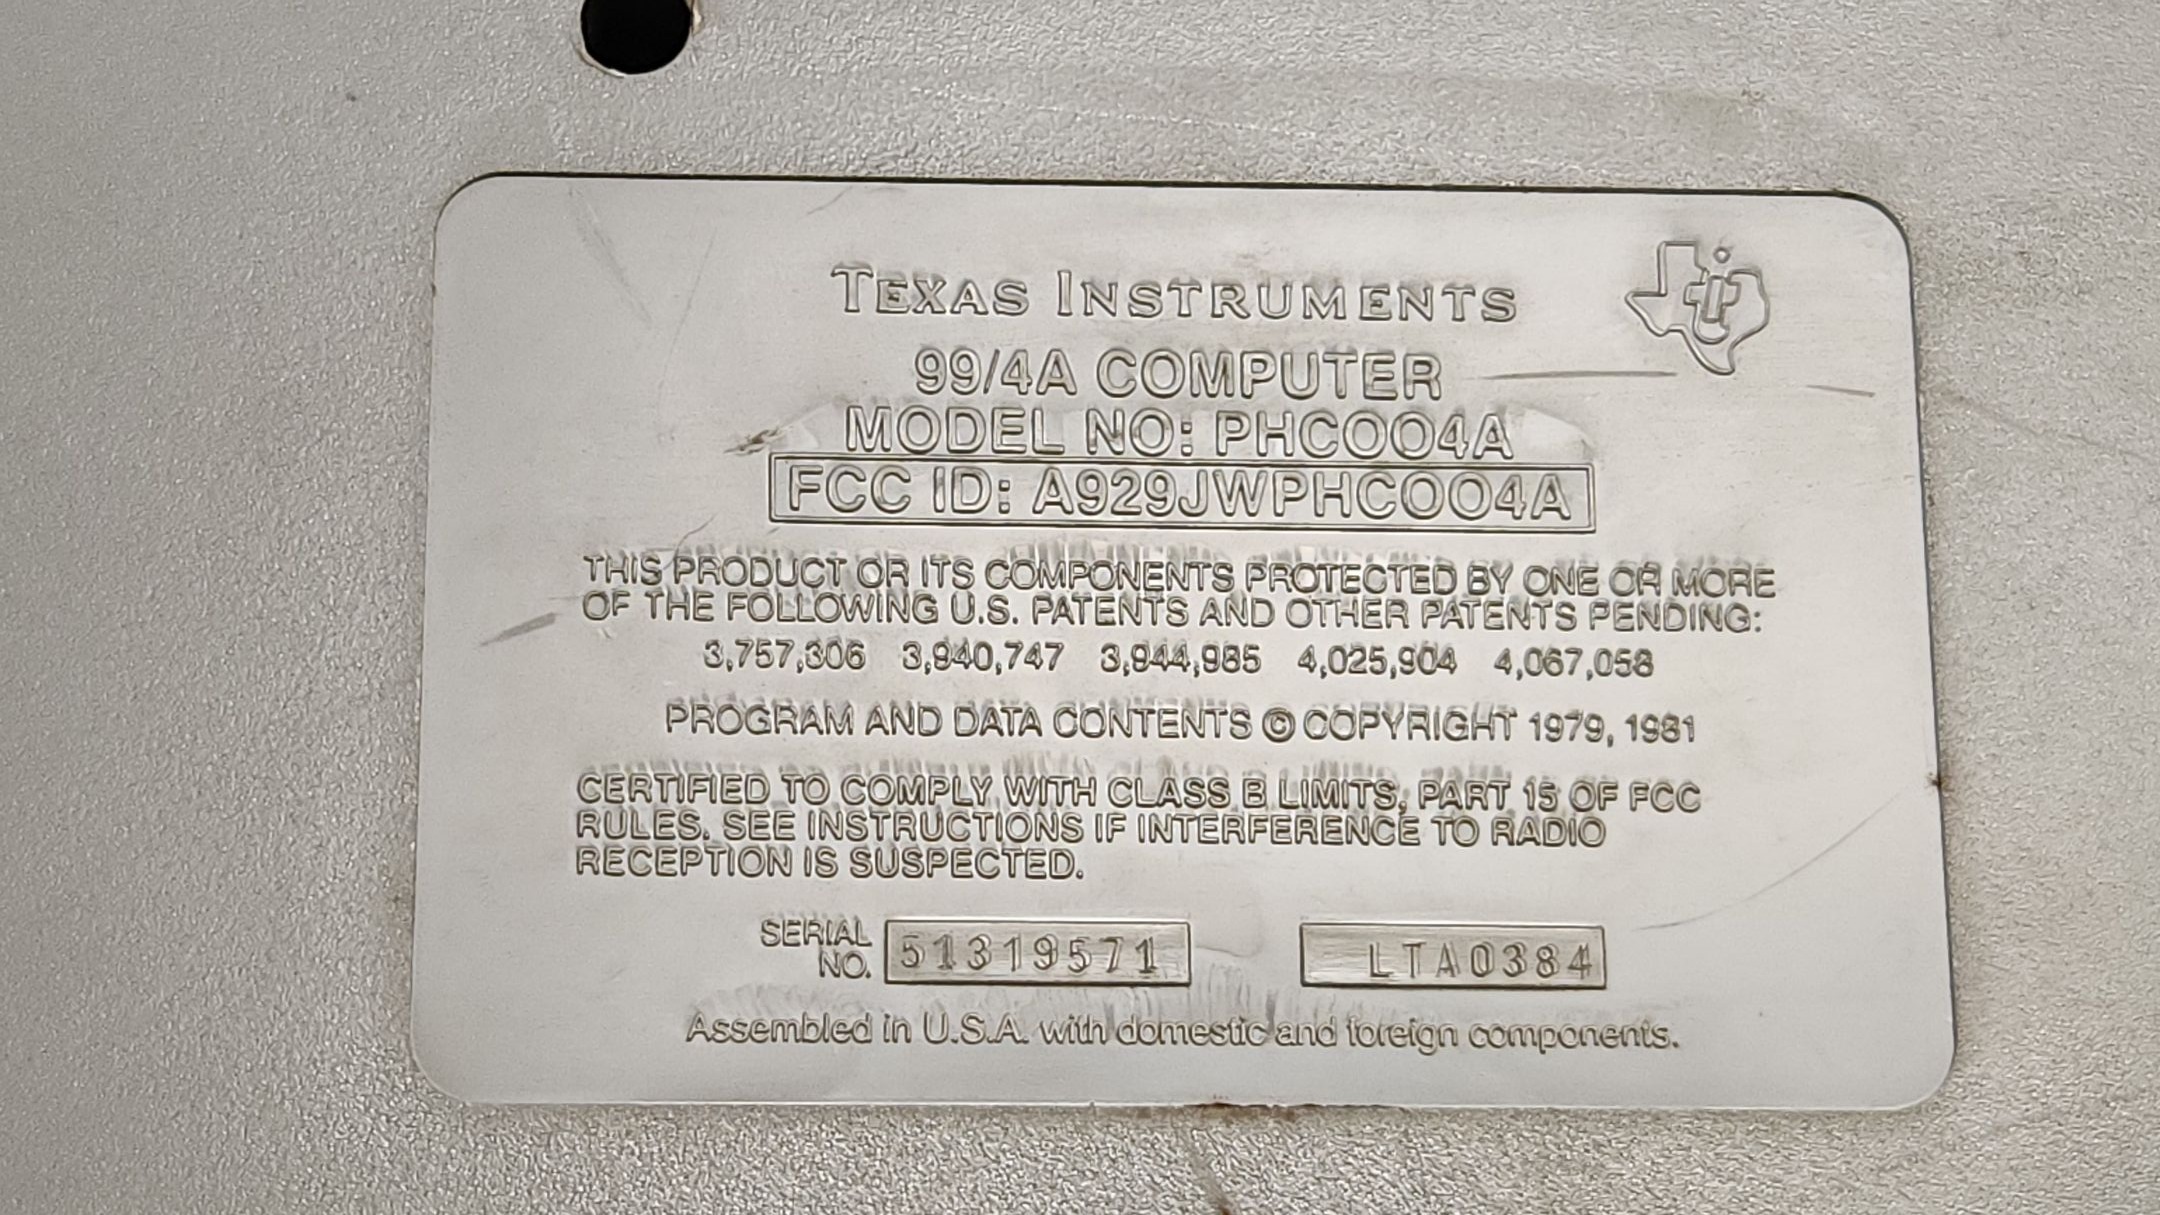 TEXAS INSTRUMENTS
99/4A COMPUTER
MODEL NO: PHC004A
FCC ID: A929JWPHC004A
THIS PRODUCT OR ITS COMPONENTS PROTECTED BY ONE OR MORE
OF THE FOLLOWING U.S. PATENTS AND OTHER PATENTS PENDING:
3,757,306 3,940,747 3,944,985 4,025,904 4,067,058
PROGRAM AND DATA CONTENTS © COPYRIGHT 1979, 1981
CERTIFIED TO COMPLY WITH CLASS B LIMITS, PART 15 OF FCC
RULES. SEE INSTRUCTIONS IF INTERFERENCE TO RADIO
RECEPTION IS SUSPECTED.
SERIAL
NO. 51319571 LTA0384
Assembled in U.S.A. with domestic and foreign components.